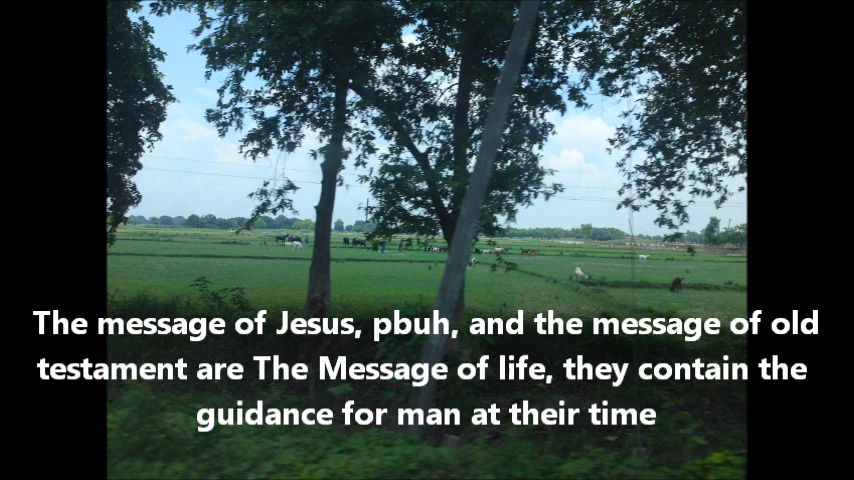 The message of Jesus, pbuh, and the message of old
testament are The Message of life, they contain the
guidance for man at their time